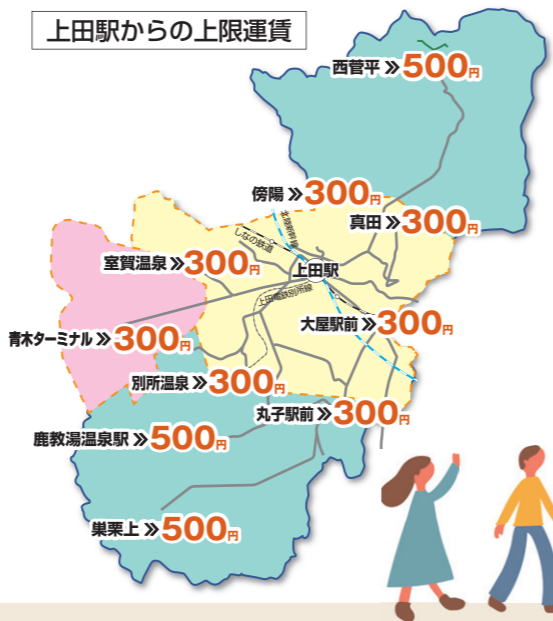 上田駅からの上限運賃
西菅平≫500円
傍陽≫300円
真田≫300円
北陸新幹線
しなの鉄道
室賀温泉≫300円
上田駅
上田電鉄別所線
大屋駅前≫300円
青木ターミナル≫300円
別所温泉≫300円
丸子駅前≫300円
鹿教湯温泉駅≫500円
巣栗上≫500円